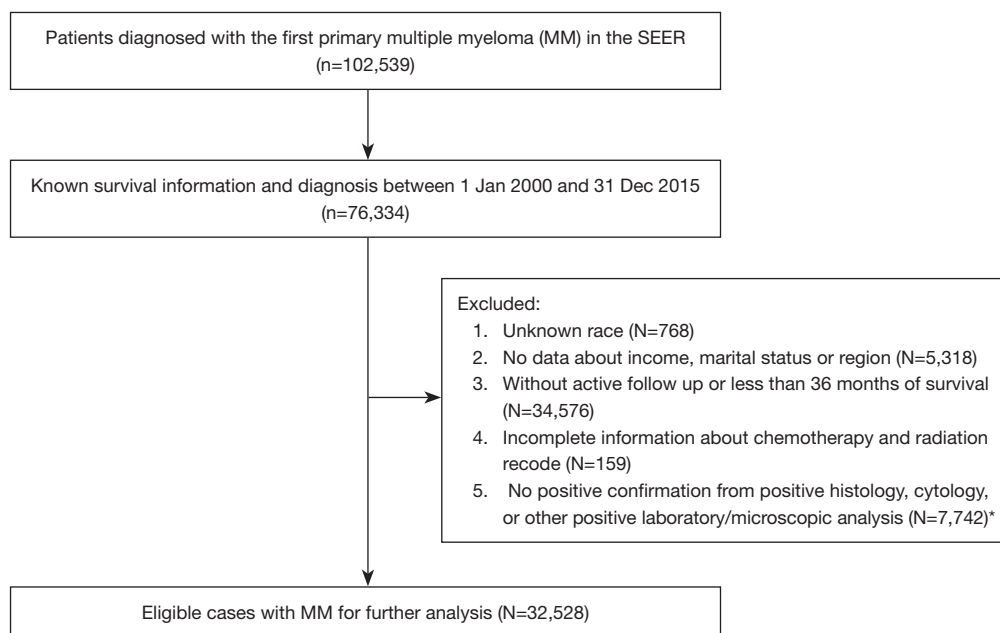 Patients diagnosed with the first primary multiple myeloma (MM) in the SEER
(n=102,539)
Known survival information and diagnosis between 1 Jan 2000 and 31 Dec 2015
(n=76,334)
Excluded:
1. Unknown race (N=768)
2. No data about income, marital status or region (N=5,318)
3. Without active follow up or less than 36 months of survival
(N=34,576)
4. Incomplete information about chemotherapy and radiation
recode (N=159)
5. No positive confirmation from positive histology, cytology,
or other positive laboratory/microscopic analysis (N=7,742)*
Eligible cases with MM for further analysis (N=32,528)